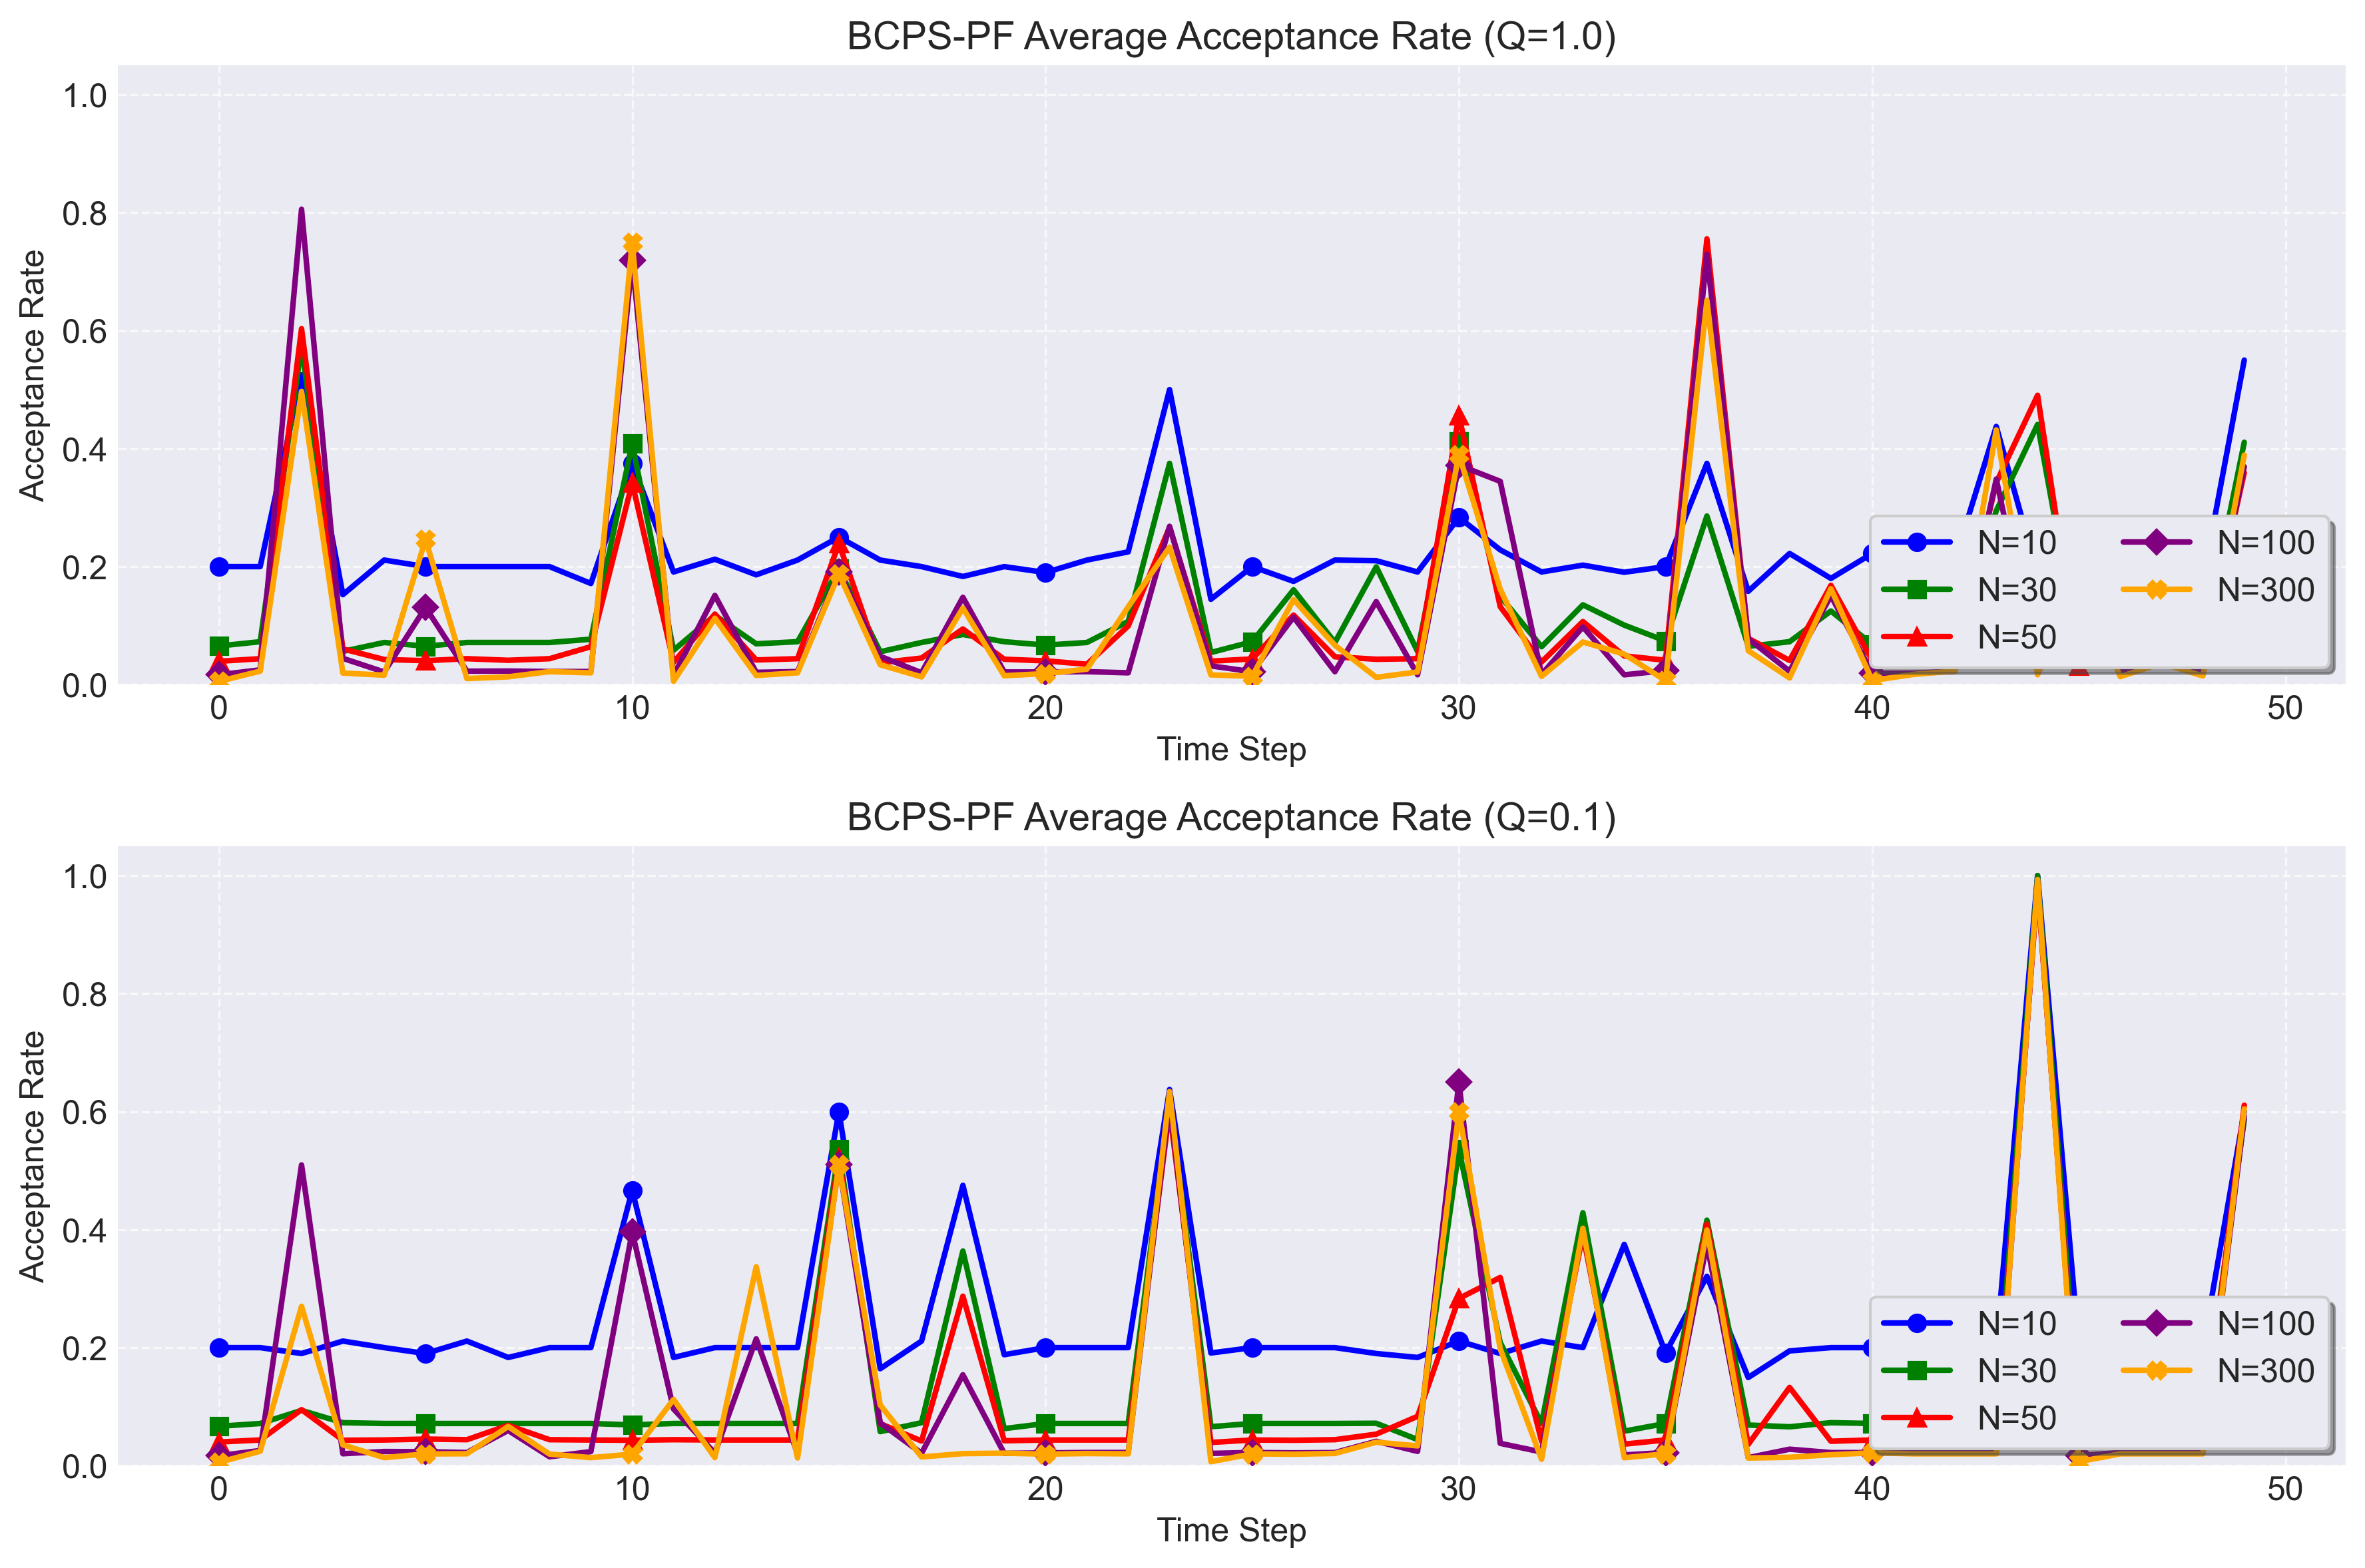 BCPS-PF Average Acceptance Rate (Q=1.0)
Acceptance Rate
1.0
0.8
0.6
0.4
0.2
0.0
0 10 20 30 40 50
Time Step
N=10
N=30
N=50
N=100
N=300
BCPS-PF Average Acceptance Rate (Q=0.1)
Acceptance Rate
1.0
0.8
0.6
0.4
0.2
0.0
0 10 20 30 40 50
Time Step
N=10
N=30
N=50
N=100
N=300